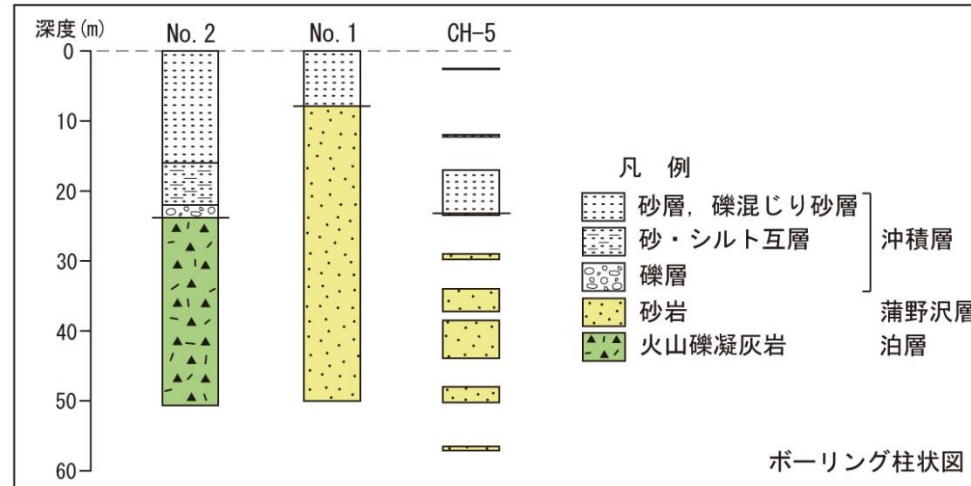 深度(m)
No. 2
No. 1
CH-5
0
10
20
30
40
50
60
凡 例
砂層，礫混じり砂層
砂・シルト互層
沖積層
礫層
砂岩
蒲野沢層
火山礫凝灰岩
泊層
ボーリング柱状図